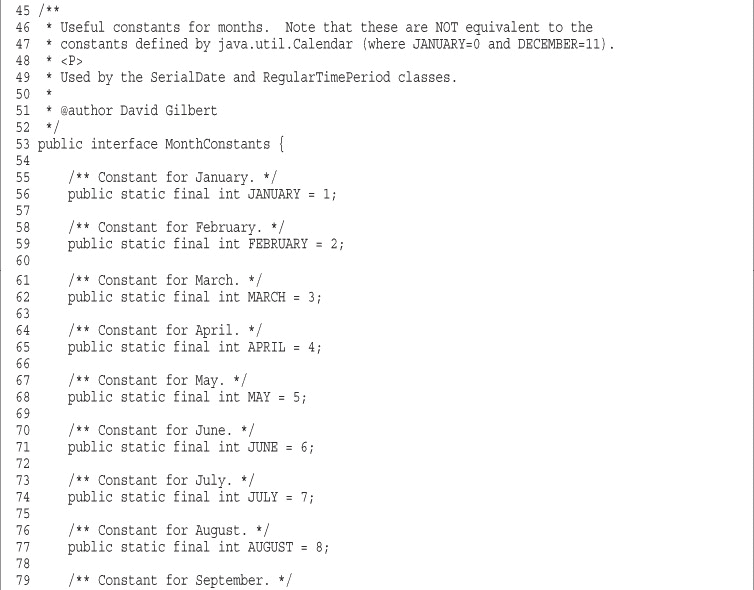 45 /**
46  * Useful constants for months.  Note that these are NOT equivalent to the
47  * constants defined by java.util.Calendar (where JANUARY=0 and DECEMBER=11).
48  * <P>
49  * Used by the SerialDate and RegularTimePeriod classes.
50  *
51  * @author David Gilbert
52  */
53 public interface MonthConstants {
54
55     /** Constant for January. */
56     public static final int JANUARY = 1;
57
58     /** Constant for February. */
59     public static final int FEBRUARY = 2;
60
61     /** Constant for March. */
62     public static final int MARCH = 3;
63
64     /** Constant for April. */
65     public static final int APRIL = 4;
66
67     /** Constant for May. */
68     public static final int MAY = 5;
69
70     /** Constant for June. */
71     public static final int JUNE = 6;
72
73     /** Constant for July. */
74     public static final int JULY = 7;
75
76     /** Constant for August. */
77     public static final int AUGUST = 8;
78
79     /** Constant for September. */